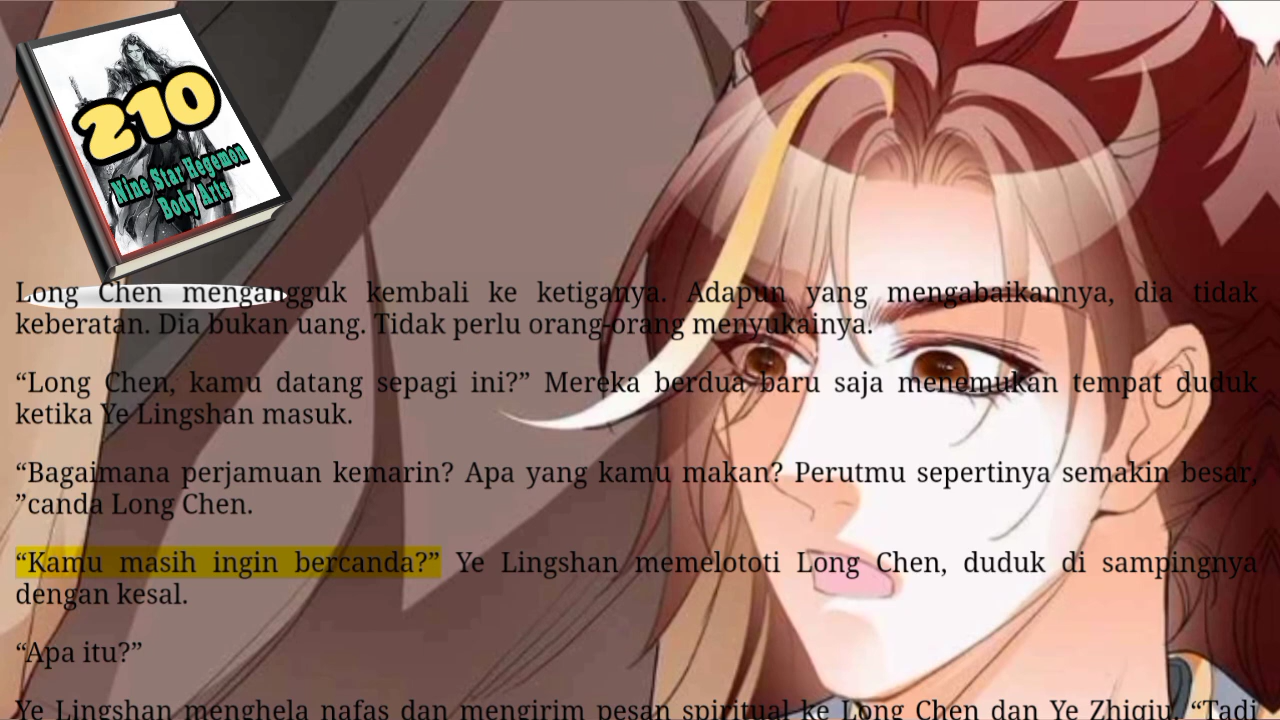 210
Nine Star Hegemon
Body Arts
Long Chen mengangguk kembali ke ketiganya. Adapun yang mengabaikannya, dia tidak
keberatan. Dia bukan uang. Tidak perlu orang-orang menyukainya.
“Long Chen, kamu datang sepagi ini?” Mereka berdua baru saja menemukan tempat duduk
ketika Ye Lingshan masuk.
“Bagaimana perjamuan kemarin? Apa yang kamu makan? Perutmu sepertinya semakin besar,
”canda Long Chen.
“Kamu masih ingin bercanda?” Ye Lingshan memelototi Long Chen, duduk di sampingnya
dengan kesal.
“Apa itu?”
Ye Lingshan menghela nafas dan mengirim pesan spiritual ke Long Chen dan Ye Zhiqiu. “Tadi